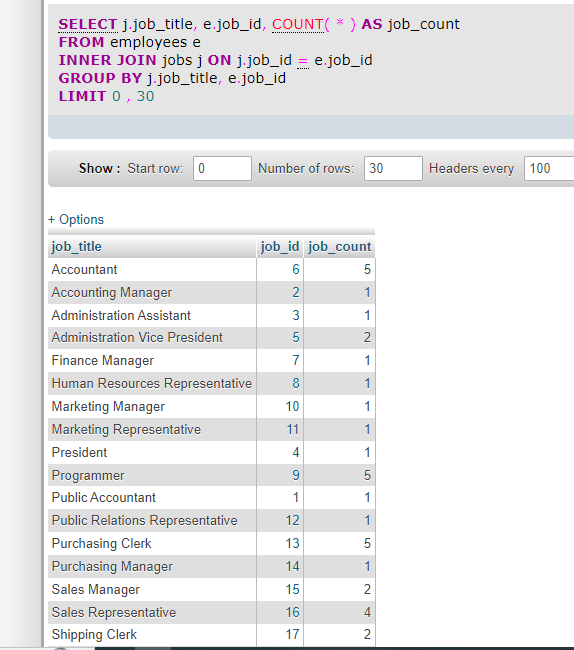 SELECT j.job_title, e.job_id, COUNT( * ) AS job_count
FROM employees e
INNER JOIN jobs j ON j.job_id = e.job_id
GROUP BY j.job_title, e.job_id
LIMIT 0 , 30
Show : Start row: 0 Number of rows: 30 Headers every 100
+ Options
job_title job_id job_count
Accountant 6 5
Accounting Manager 2 1
Administration Assistant 3 1
Administration Vice President 5 2
Finance Manager 7 1
Human Resources Representative 8 1
Marketing Manager 10 1
Marketing Representative 11 1
President 4 1
Programmer 9 5
Public Accountant 1 1
Public Relations Representative 12 1
Purchasing Clerk 13 5
Purchasing Manager 14 1
Sales Manager 15 2
Sales Representative 16 4
Shipping Clerk 17 2